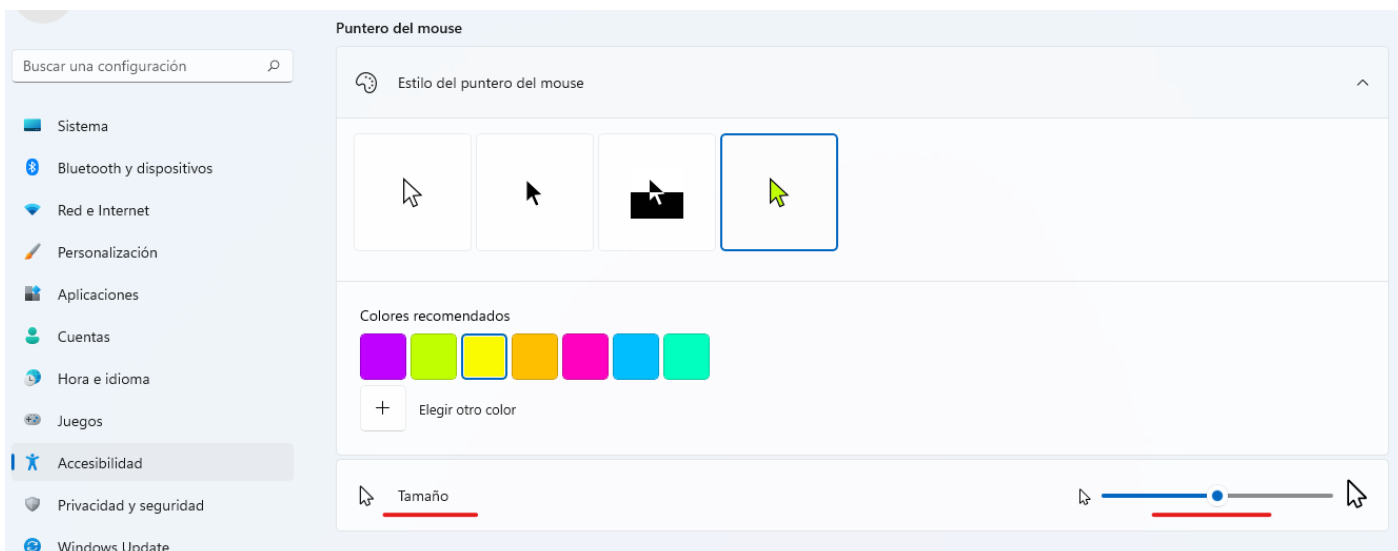 Puntero del mouse
Buscar una configuración
Estilo del puntero del mouse
Sistema
Bluetooth y dispositivos
Red e Internet
Personalización
Aplicaciones
Cuentas
Hora e idioma
Juegos
Accesibilidad
Privacidad y seguridad
Windows Update
Colores recomendados
Elegir otro color
Tamaño